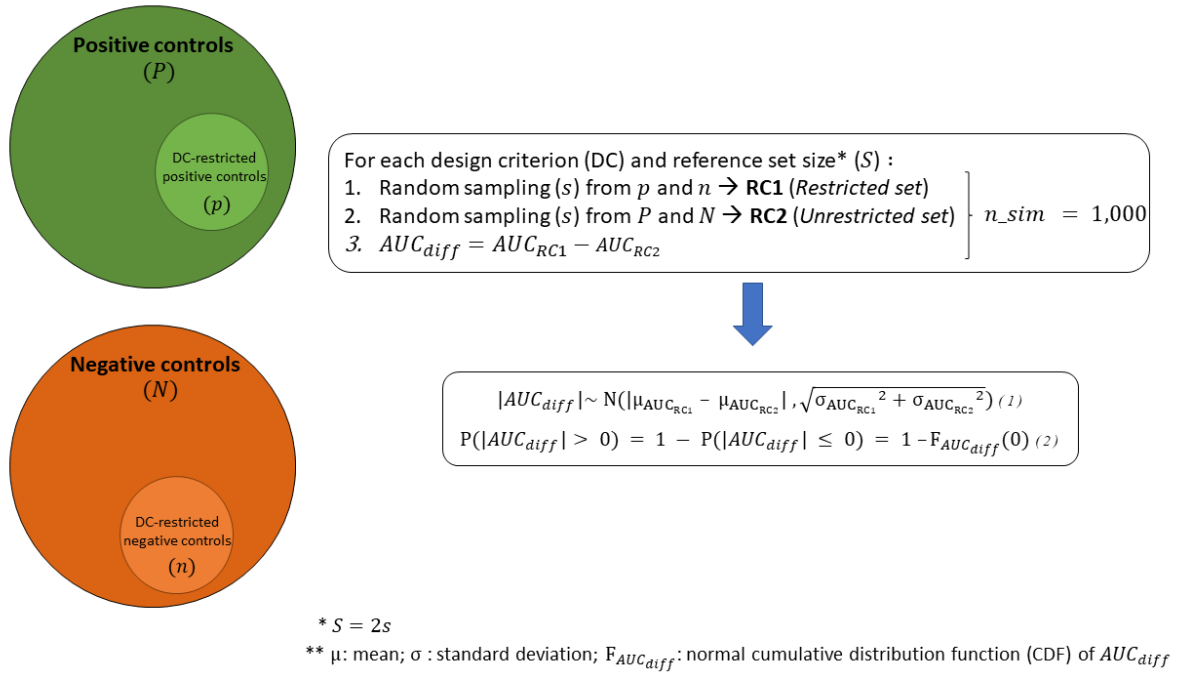 Positive controls
(P)
DC-restricted
positive controls
(p)
For each design criterion (DC) and reference set size* (S) :
1. Random sampling (s) from p and n → RC1 (Restricted set)
2. Random sampling (s) from P and N → RC2 (Unrestricted set)
3. AUC_diff = AUC_RC1 − AUC_RC2
n_sim = 1,000
Negative controls
(N)
DC-restricted
negative controls
(n)
|AUC_diff|~ N(|μ_AUC_RC1 − μ_AUC_RC2| , √(σ_AUC_RC1² + σ_AUC_RC2²)) (1)
P(|AUC_diff| > 0) = 1 − P(|AUC_diff| ≤ 0) = 1 − F_AUC_diff(0) (2)
* S = 2s
** μ: mean; σ : standard deviation; F_AUC_diff: normal cumulative distribution function (CDF) of AUC_diff